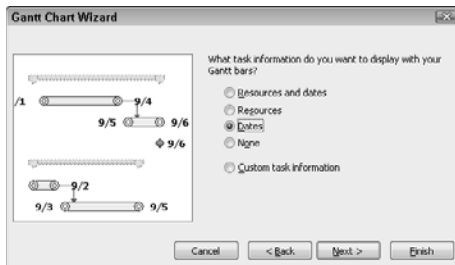 Gantt Chart Wizard
What task information do you want to display with your
Gantt bars?
Resources and dates
Resources
Dates
None
Custom task information
/1 9/4
9/5 9/6
9/6
9/2
9/3 9/5
Cancel < Back Next > Finish